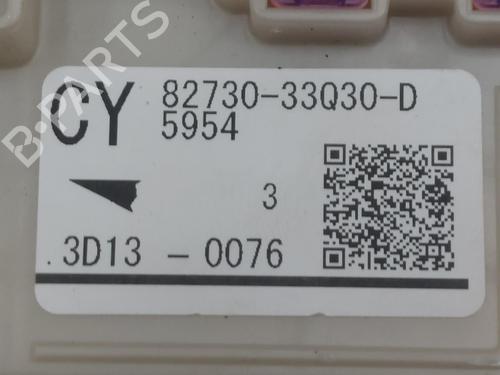 B-PARTS
CY
82730-33Q30-D
5954
3
.3D13 - 0076